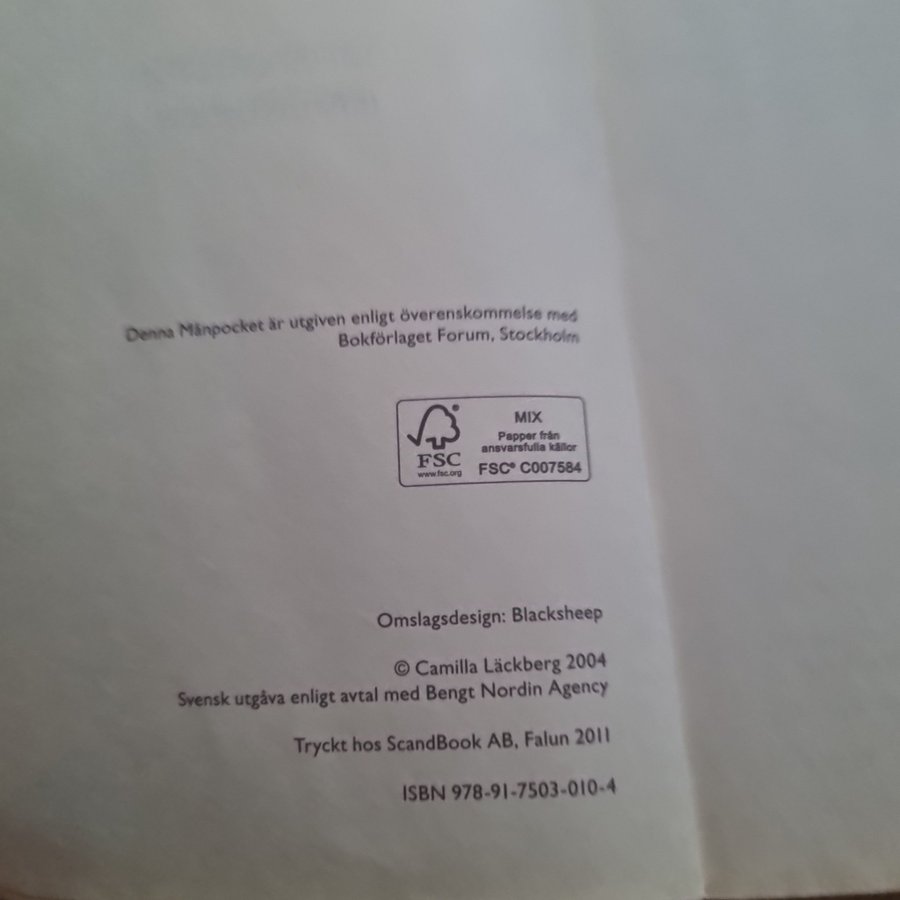 Denna Månpocket är utgiven enligt överenskommelse med
Bokförlaget Forum, Stockholm
FSC®
www.fsc.org
MIX
Papper från
ansvarsfulla källor
FSC® C007584
Omslagsdesign: Blacksheep
© Camilla Läckberg 2004
Svensk utgåva enligt avtal med Bengt Nordin Agency
Tryckt hos ScandBook AB, Falun 2011
ISBN 978-91-7503-010-4